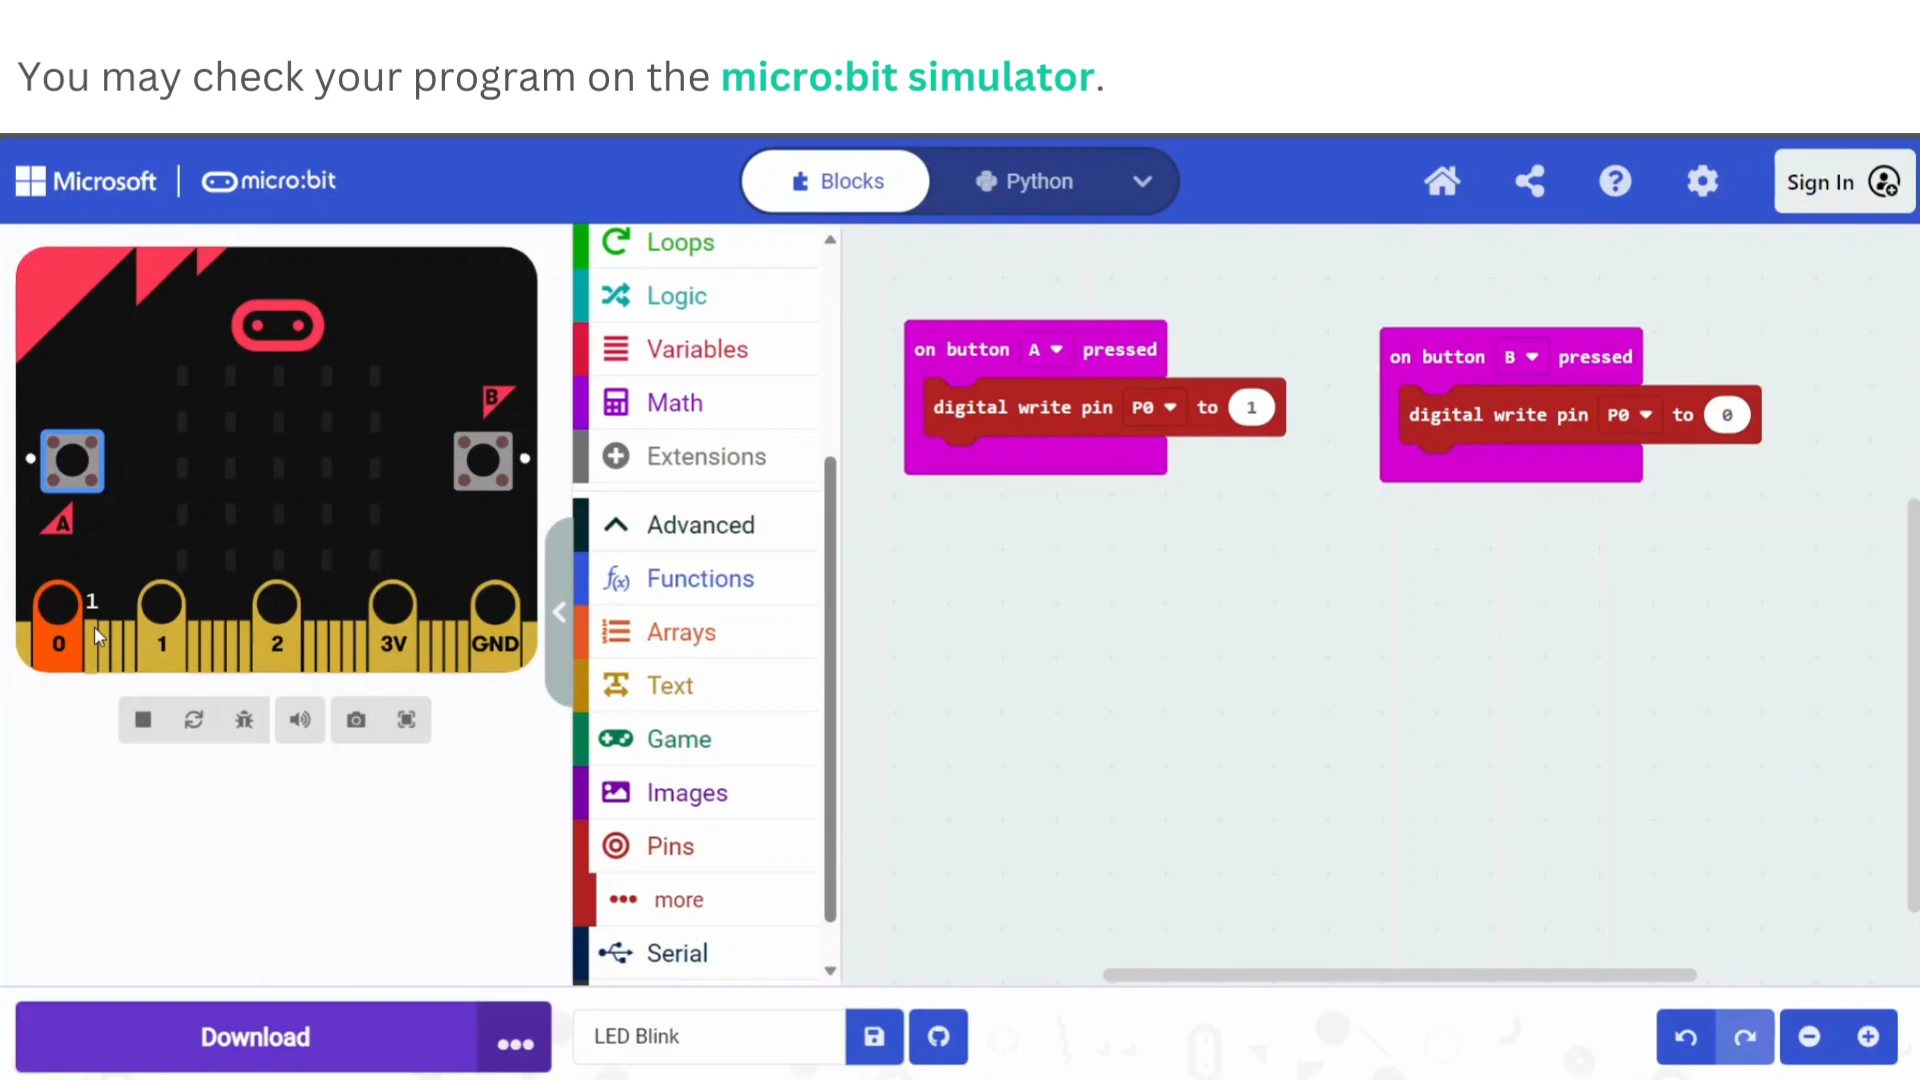 You may check your program on the micro:bit simulator.
Microsoft | micro:bit
Blocks
Python
Sign In
B
A
1
0
1
2
3V
GND
Loops
Logic
Variables
Math
Extensions
Advanced
f(x) Functions
Arrays
Text
Game
Images
Pins
more
Serial
on button A pressed
digital write pin P0 to 1
on button B pressed
digital write pin P0 to 0
Download
LED Blink